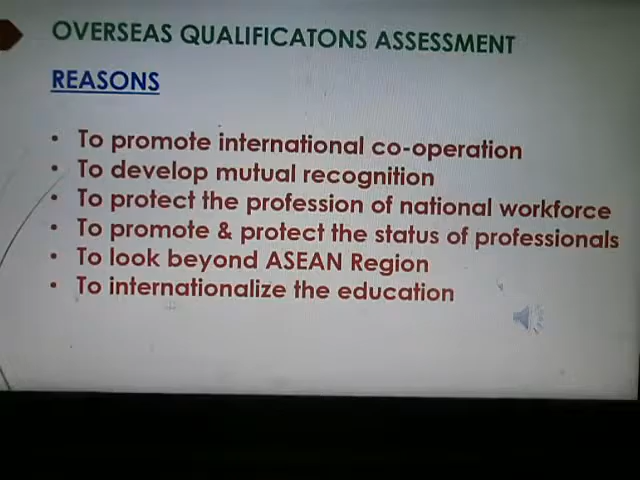 OVERSEAS QUALIFICATONS ASSESSMENT
REASONS
• To promote international co-operation
• To develop mutual recognition
• To protect the profession of national workforce
• To promote & protect the status of professionals
• To look beyond ASEAN Region
• To internationalize the education